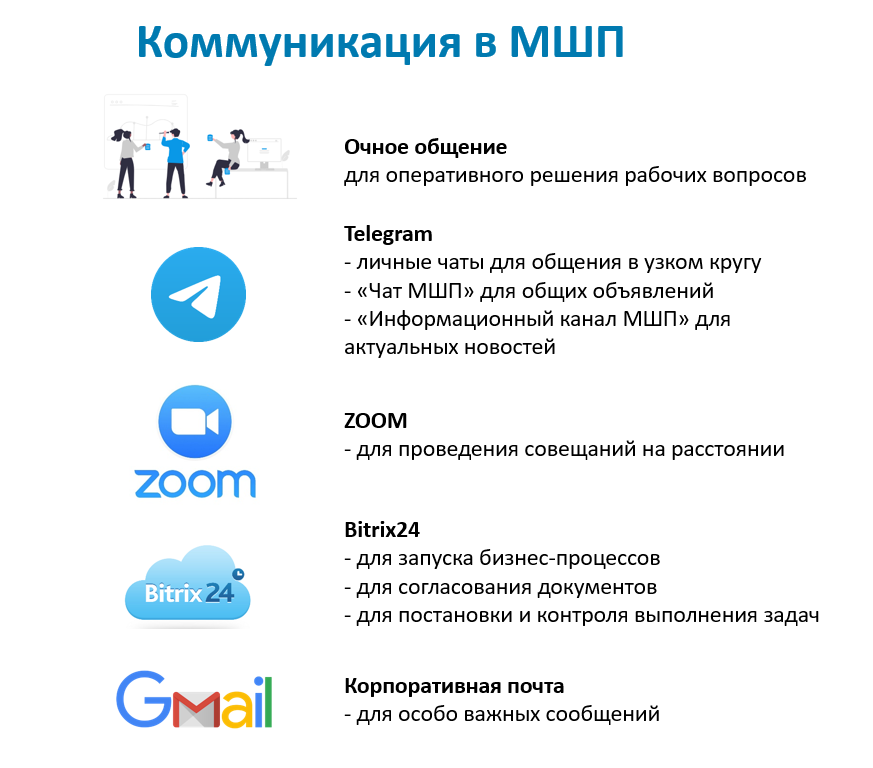 Коммуникация в МШП
Очное общение
для оперативного решения рабочих вопросов
Telegram
- личные чаты для общения в узком кругу
- «Чат МШП» для общих объявлений
- «Информационный канал МШП» для
актуальных новостей
zoom
ZOOM
- для проведения совещаний на расстоянии
Bitrix24
Bitrix24
- для запуска бизнес-процессов
- для согласования документов
- для постановки и контроля выполнения задач
Gmail
Корпоративная почта
- для особо важных сообщений